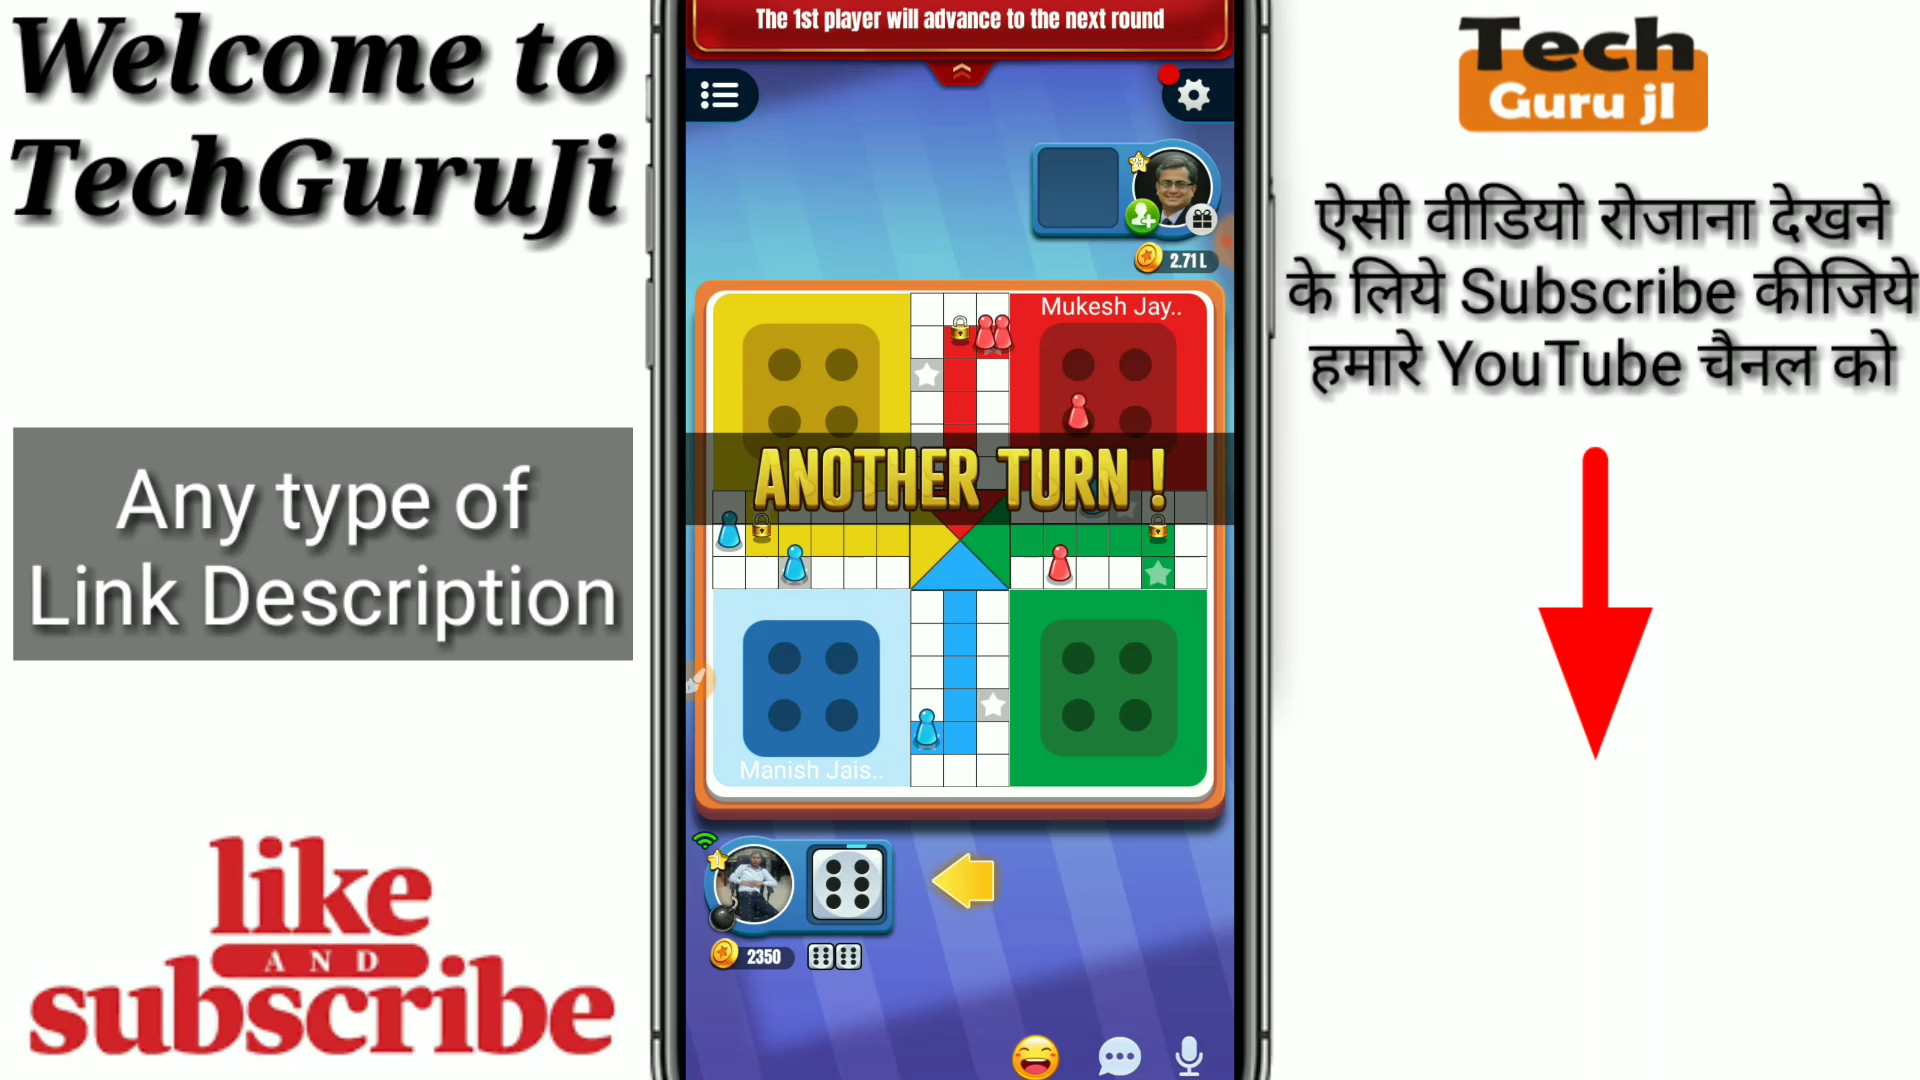 Welcome to
TechGuruJi
Any type of
Link Description
like
AND
subscribe
The 1st player will advance to the next round
2.71L
Mukesh Jay..
ANOTHER TURN !
Manish Jais..
1
2350
Tech
Guru jI
ऐसी वीडियो रोजाना देखने
के लिये Subscribe कीजिये
हमारे YouTube चैनल को